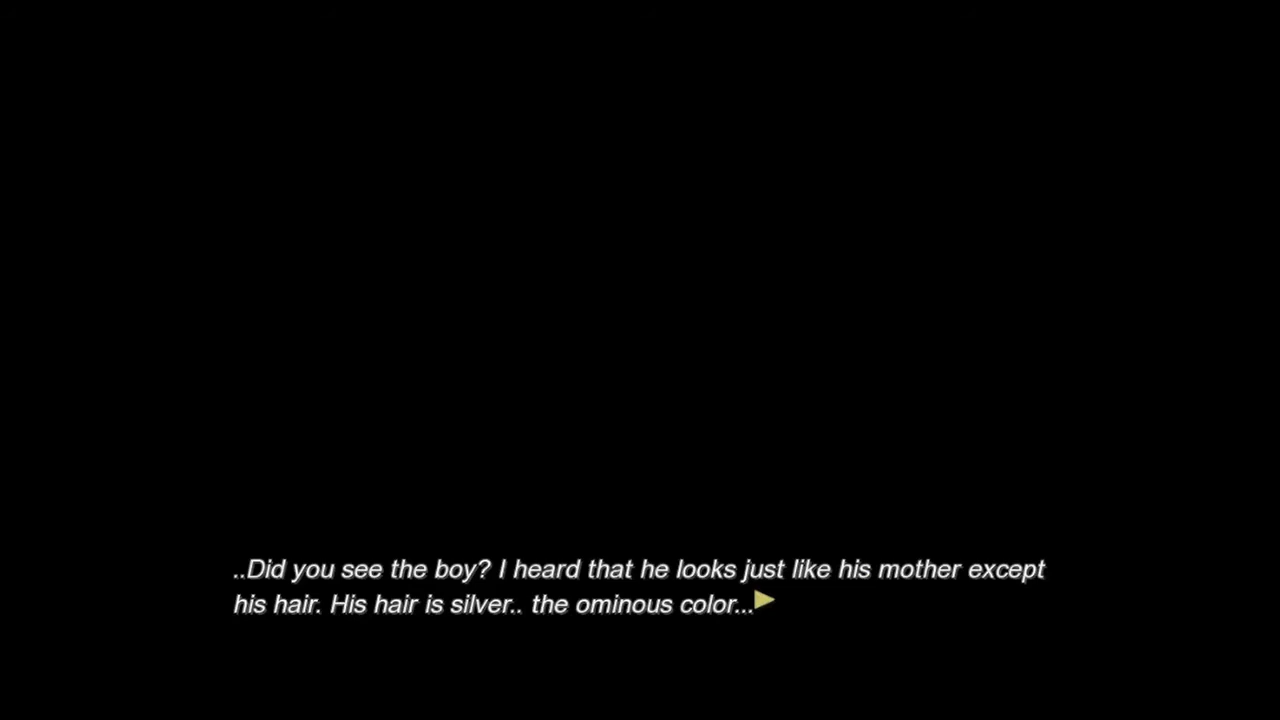 ..Did you see the boy? I heard that he looks just like his mother except
his hair. His hair is silver.. the ominous color...